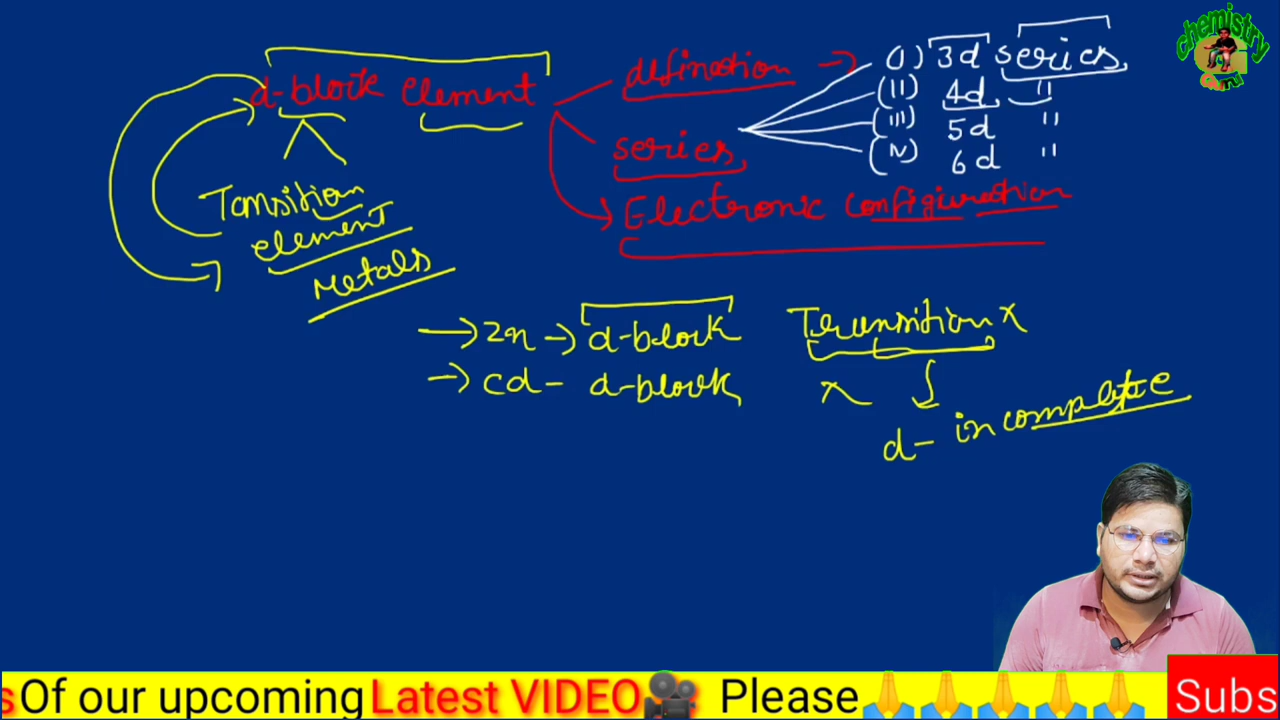 d-block element
defination → (I) 3d series
(II) 4d "
(III) 5d "
(IV) 6d "
series
Electronic configuration
Transition
element
Metals
→ Zn → d-block Transition x
→ cd - d-block x
d- incomplete
chemistry
Guru
s Of our upcoming Latest VIDEO🎥 Please🙏🙏🙏🙏🙏 Subs